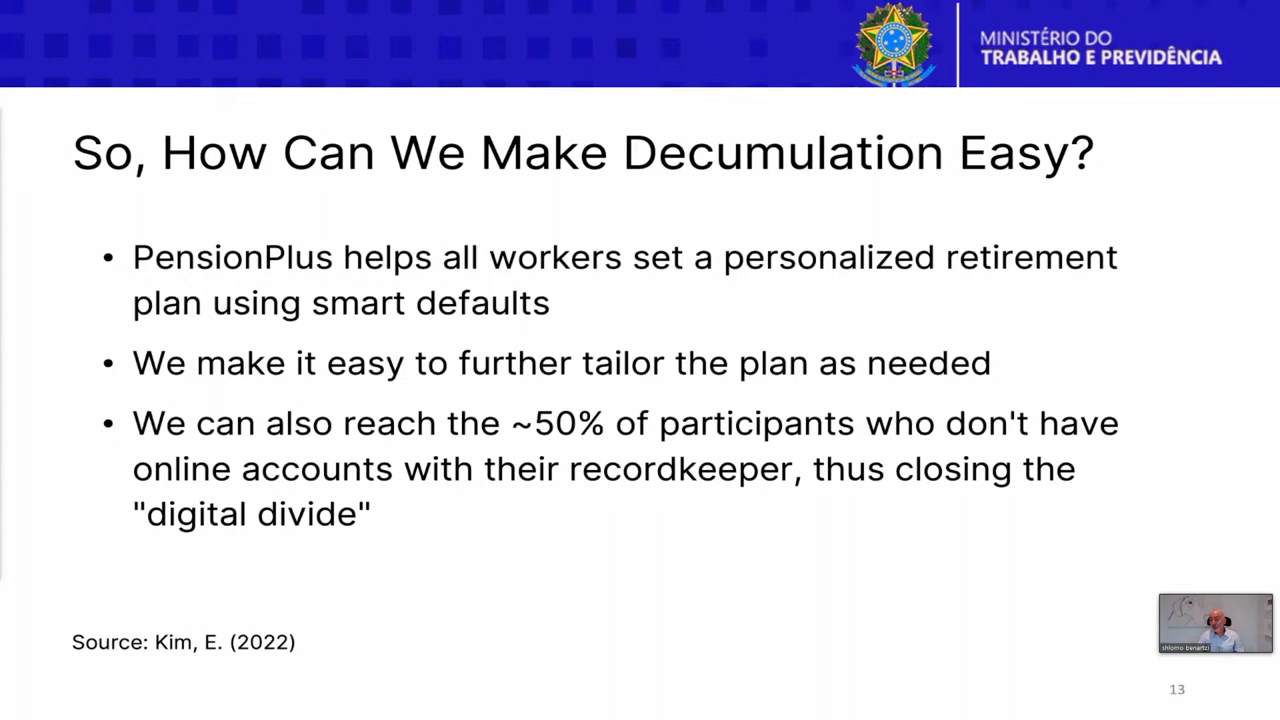 MINISTÉRIO DO
TRABALHO E PREVIDÊNCIA
So, How Can We Make Decumulation Easy?
• PensionPlus helps all workers set a personalized retirement
plan using smart defaults
• We make it easy to further tailor the plan as needed
• We can also reach the ~50% of participants who don't have
online accounts with their recordkeeper, thus closing the
"digital divide"
Source: Kim, E. (2022)
shlomo benartzi
13